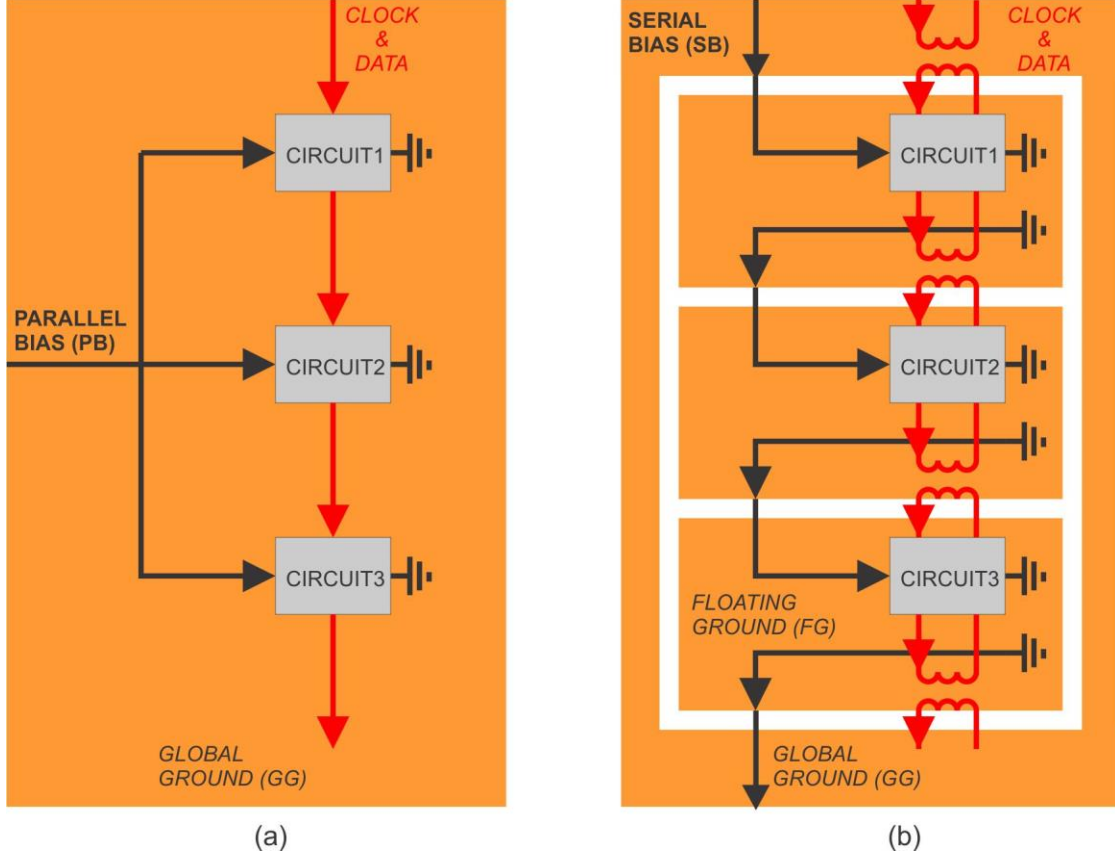 CLOCK
&
DATA
CIRCUIT1
PARALLEL
BIAS (PB)
CIRCUIT2
CIRCUIT3
GLOBAL
GROUND (GG)
(a)
SERIAL
BIAS (SB)
CLOCK
&
DATA
CIRCUIT1
CIRCUIT2
CIRCUIT3
FLOATING
GROUND (FG)
GLOBAL
GROUND (GG)
(b)